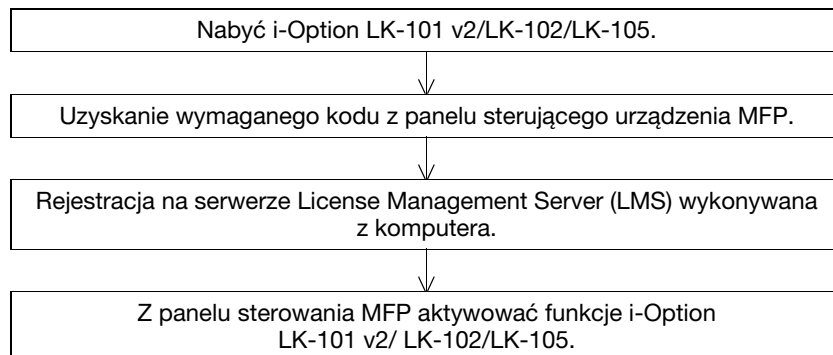 Nabyć i-Option LK-101 v2/LK-102/LK-105.
Uzyskanie wymaganego kodu z panelu sterującego urządzenia MFP.
Rejestracja na serwerze License Management Server (LMS) wykonywana
z komputera.
Z panelu sterowania MFP aktywować funkcje i-Option
LK-101 v2/ LK-102/LK-105.